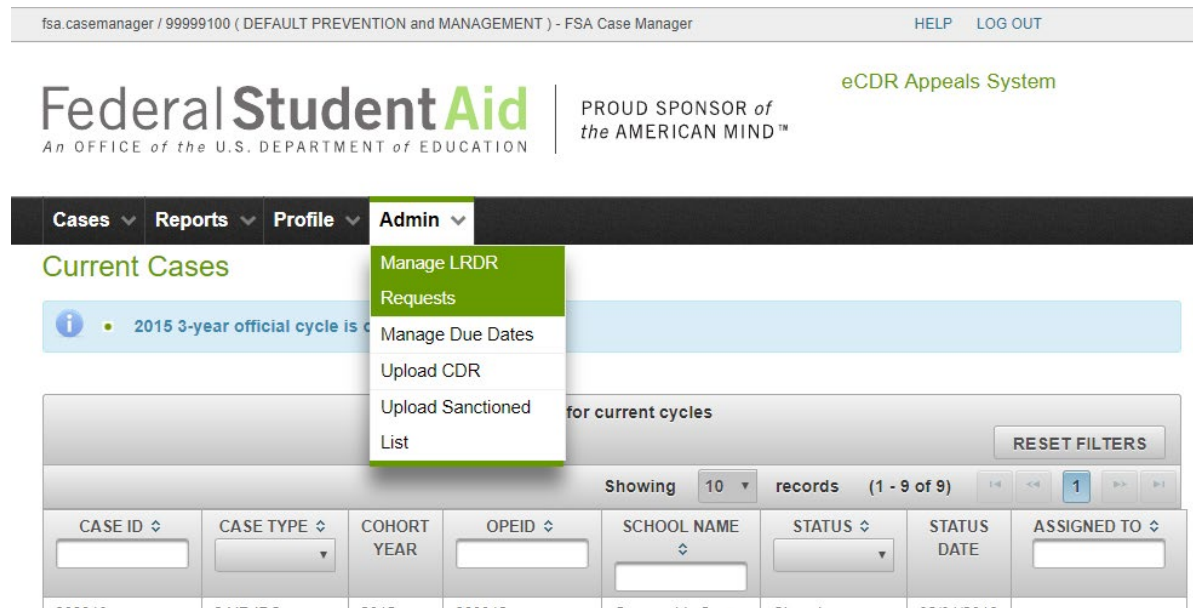 fsa.casemanager / 99999100 ( DEFAULT PREVENTION and MANAGEMENT ) - FSA Case Manager HELP LOG OUT
eCDR Appeals System
Federal Student Aid PROUD SPONSOR of
An OFFICE of the U.S. DEPARTMENT of EDUCATION the AMERICAN MIND™
Cases Reports Profile Admin
Current Cases
Manage LRDR
Requests
2015 3-year official cycle is
Manage Due Dates
Upload CDR
Upload Sanctioned
List
for current cycles
RESET FILTERS
Showing 10 records (1 - 9 of 9) 1
CASE ID CASE TYPE COHORT OPEID SCHOOL NAME STATUS STATUS ASSIGNED TO
YEAR DATE